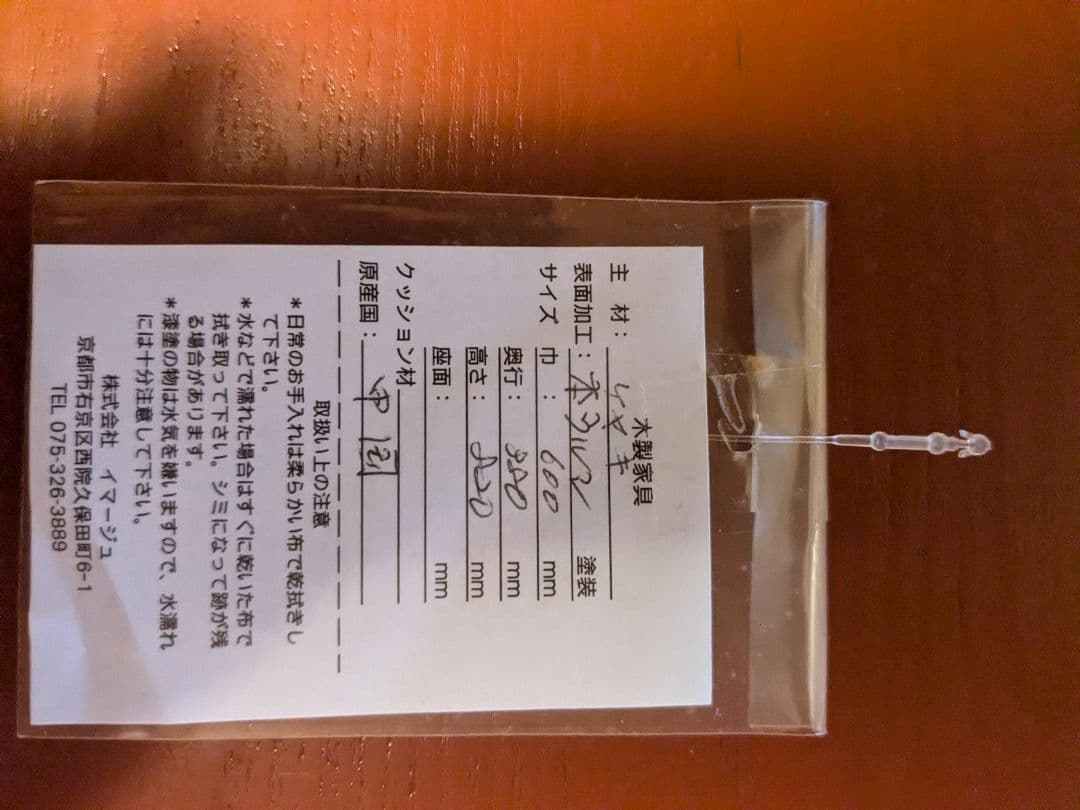 木製家具
主　材：ケヤキ
表面加工：本ウルシ　塗装
サイズ　巾　：600 mm
奥行：350 mm
高さ：mm
座面：　mm
クッション材
原産国：中国
取扱い上の注意
＊日常のお手入れは柔らかい布で乾拭きし
て下さい。
＊水などで濡れた場合はすぐに乾いた布で
拭き取って下さい。シミになって跡が残
る場合があります。
＊漆塗の物は水気を嫌いますので、水濡れ
には十分注意して下さい。
株式会社　イマージュ
京都市右京区西院久保田町6−1
TEL 075-326-3889